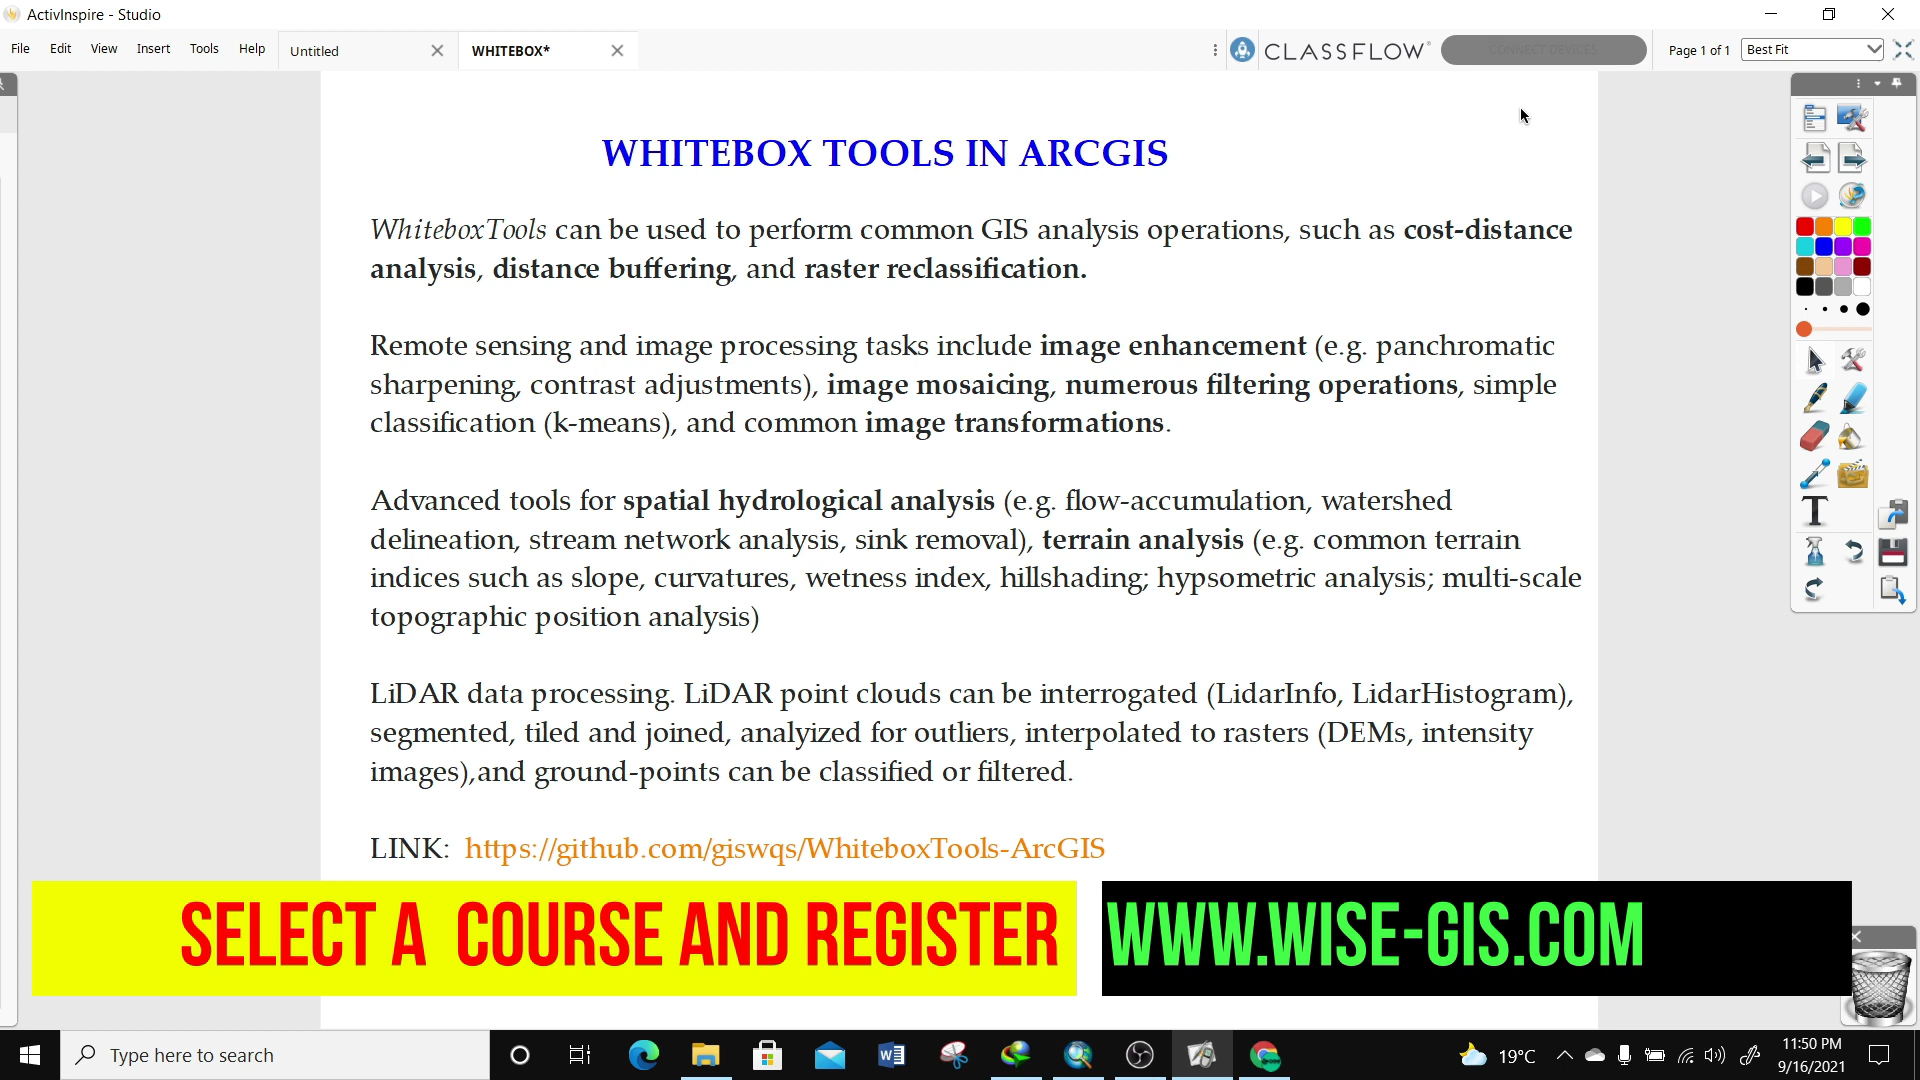 ActivInspire - Studio
File Edit View Insert Tools Help Untitled WHITEBOX* CLASSFLOW CONNECT DEVICES Page 1 of 1 Best Fit
WHITEBOX TOOLS IN ARCGIS
WhiteboxTools can be used to perform common GIS analysis operations, such as cost-distance
analysis, distance buffering, and raster reclassification.
Remote sensing and image processing tasks include image enhancement (e.g. panchromatic
sharpening, contrast adjustments), image mosaicing, numerous filtering operations, simple
classification (k-means), and common image transformations.
Advanced tools for spatial hydrological analysis (e.g. flow-accumulation, watershed
delineation, stream network analysis, sink removal), terrain analysis (e.g. common terrain
indices such as slope, curvatures, wetness index, hillshading; hypsometric analysis; multi-scale
topographic position analysis)
LiDAR data processing. LiDAR point clouds can be interrogated (LidarInfo, LidarHistogram),
segmented, tiled and joined, analyized for outliers, interpolated to rasters (DEMs, intensity
images),and ground-points can be classified or filtered.
LINK: https://github.com/giswqs/WhiteboxTools-ArcGIS
SELECT A COURSE AND REGISTER WWW.WISE-GIS.COM
Type here to search 19°C 11:50 PM
9/16/2021